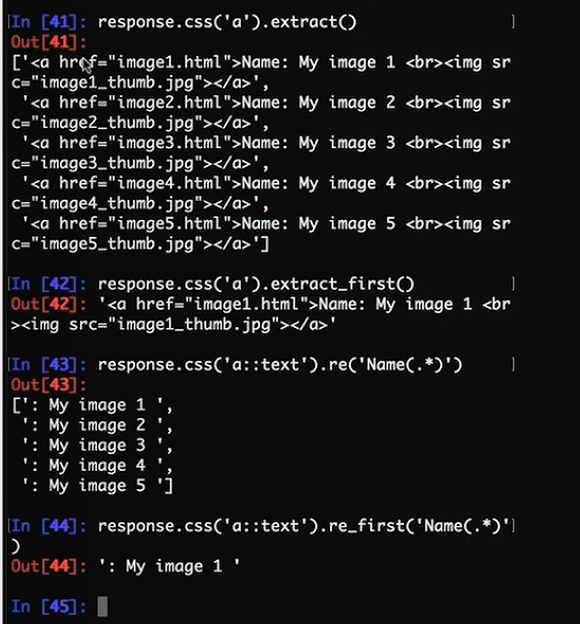 In [41]: response.css('a').extract()
Out[41]:
['<a href="image1.html">Name: My image 1 <br><img sr
c="image1_thumb.jpg"></a>',
 '<a href="image2.html">Name: My image 2 <br><img sr
c="image2_thumb.jpg"></a>',
 '<a href="image3.html">Name: My image 3 <br><img sr
c="image3_thumb.jpg"></a>',
 '<a href="image4.html">Name: My image 4 <br><img sr
c="image4_thumb.jpg"></a>',
 '<a href="image5.html">Name: My image 5 <br><img sr
c="image5_thumb.jpg"></a>']
In [42]: response.css('a').extract_first()
Out[42]: '<a href="image1.html">Name: My image 1 <br
><img src="image1_thumb.jpg"></a>'
In [43]: response.css('a::text').re('Name(.*)')
Out[43]:
[': My image 1 ',
 ': My image 2 ',
 ': My image 3 ',
 ': My image 4 ',
 ': My image 5 ']
In [44]: response.css('a::text').re_first('Name(.*)'
)
Out[44]: ': My image 1 '
In [45]: